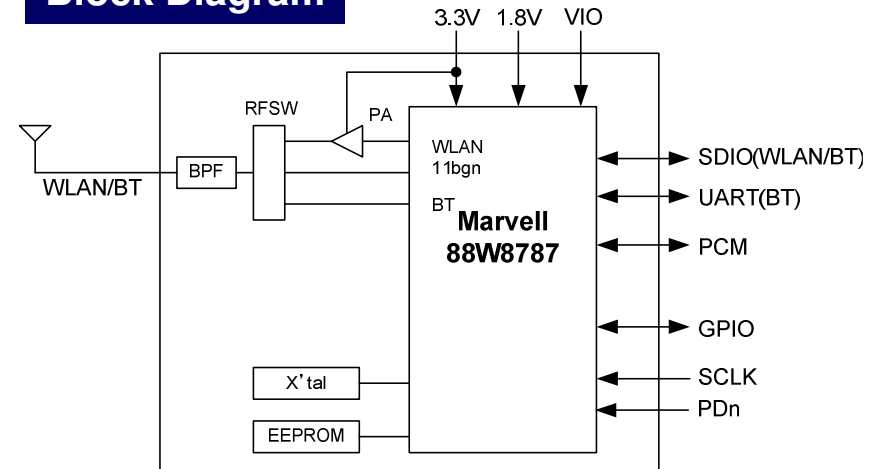 Block Diagram
3.3V 1.8V VIO
RFSW
PA
WLAN
11bgn
BT
BPF
WLAN/BT
Marvell
88W8787
SDIO(WLAN/BT)
UART(BT)
PCM
GPIO
SCLK
PDn
X'tal
EEPROM